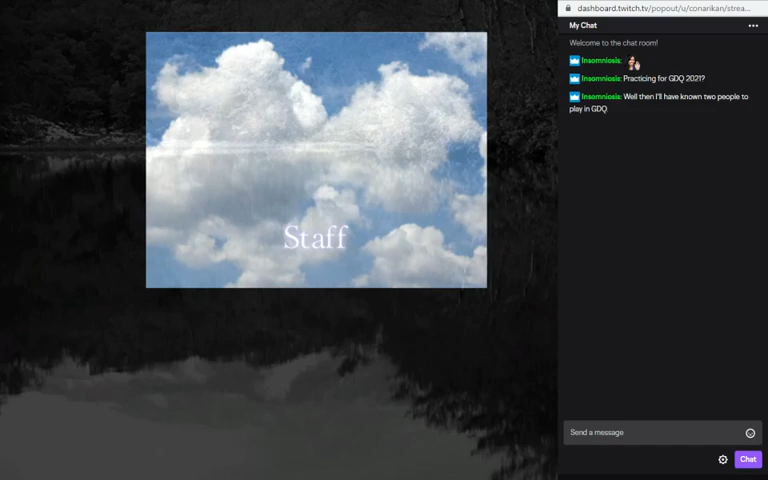 dashboard.twitch.tv/popout/u/conarikan/strea...
My Chat
Welcome to the chat room!
Insomniosis:
Insomniosis: Practicing for GDQ 2021?
Insomniosis: Well then I'll have known two people to
play in GDQ
Staff
Send a message
Chat